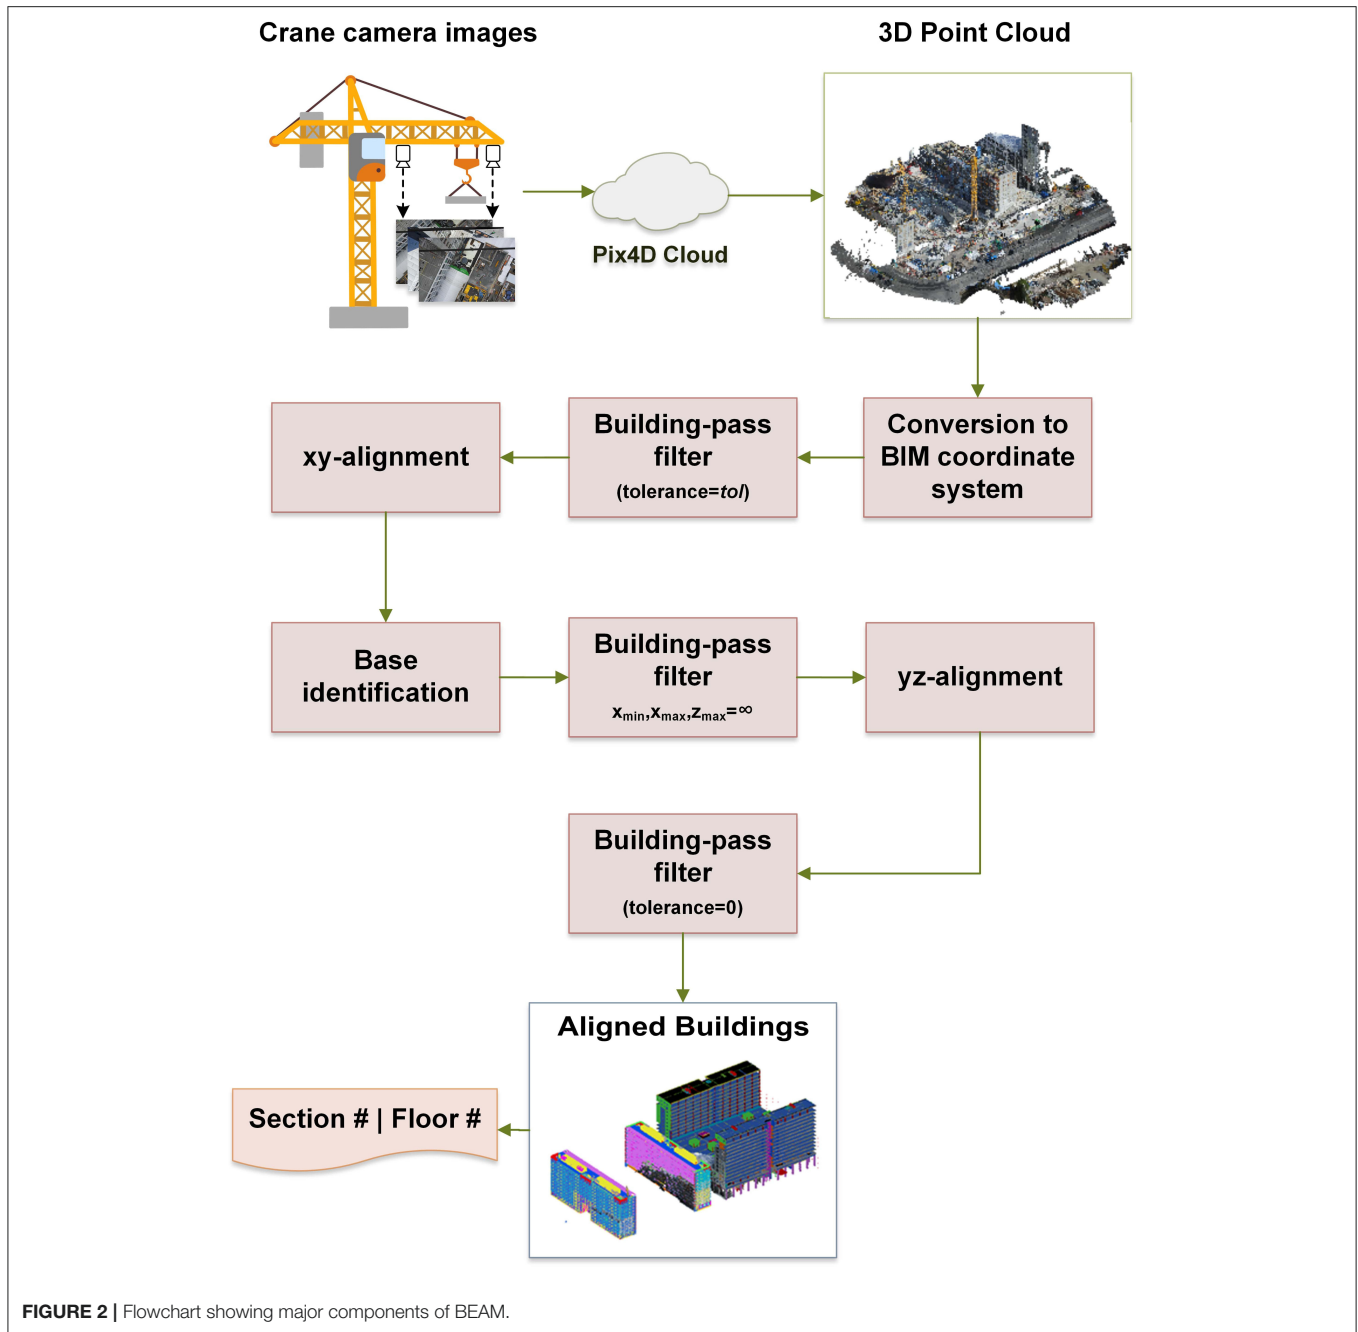 Crane camera images
3D Point Cloud
Pix4D Cloud
Conversion to
BIM coordinate
system
Building-pass
filter
(tolerance=tol)
xy-alignment
Base
identification
Building-pass
filter
xmin,xmax,zmax=∞
yz-alignment
Building-pass
filter
(tolerance=0)
Aligned Buildings
Section # | Floor #
FIGURE 2 | Flowchart showing major components of BEAM.